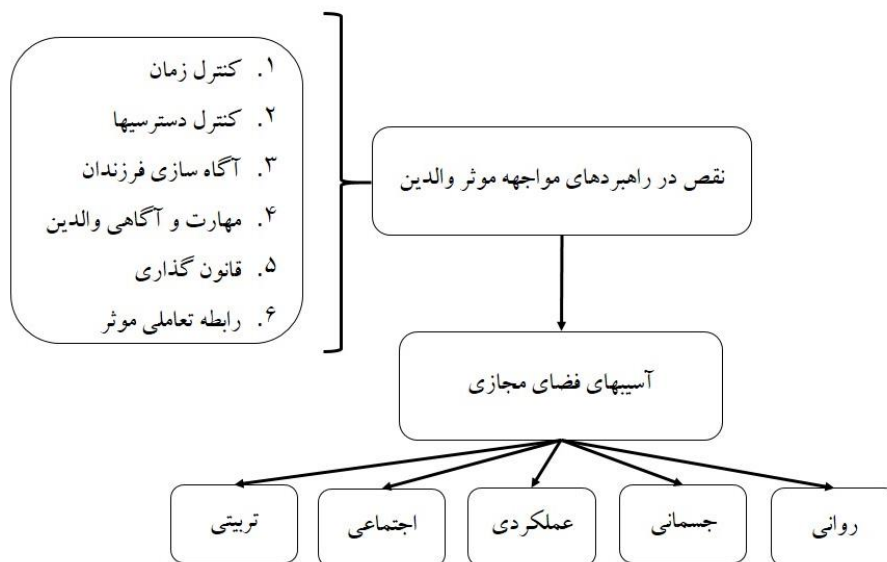 ۱. کنترل زمان
۲. کنترل دسترسیها
۳. آگاه سازی فرزندان
۴. مهارت و آگاهی والدین
۵. قانون گذاری
۶. رابطه تعاملی موثر
نقص در راهبردهای مواجهه موثر والدین
آسیبهای فضای مجازی
روانی
جسمانی
عملکردی
اجتماعی
تربیتی